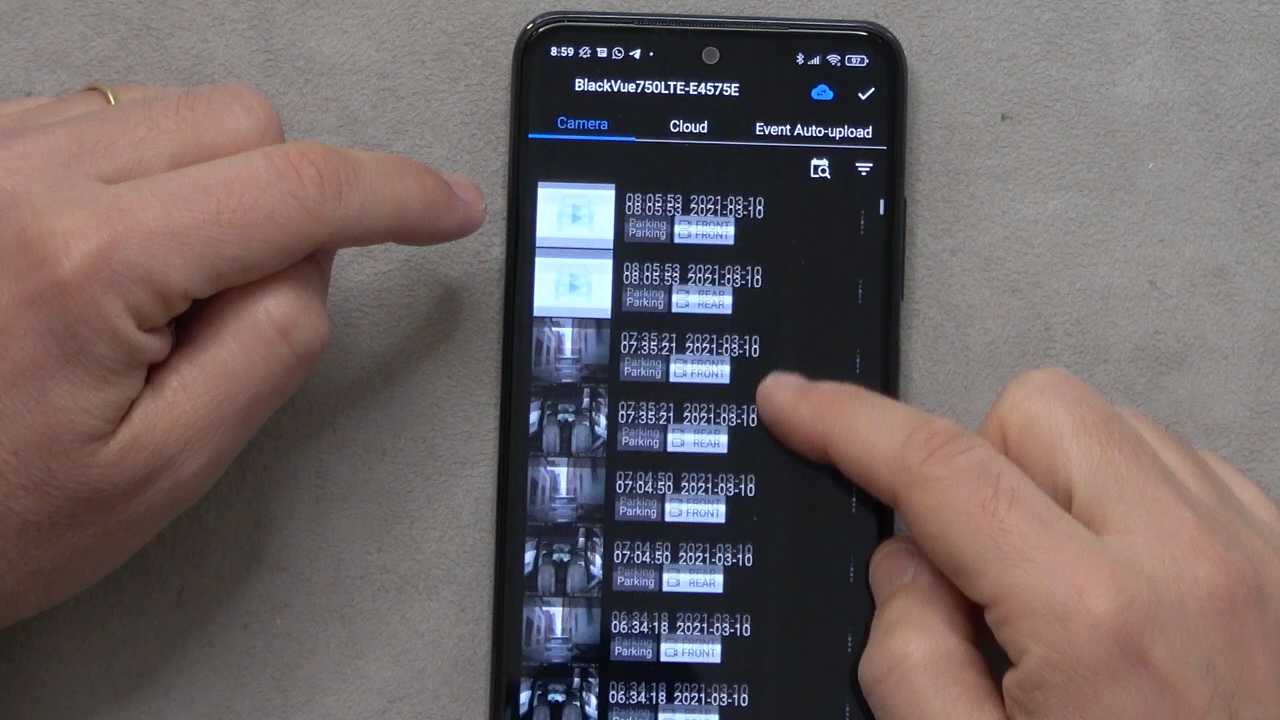 8:59
97
BlackVue750LTE-E4575E
Camera Cloud Event Auto-upload
08:05:53 2021-03-10
Parking FRONT
08:05:53 2021-03-10
Parking REAR
07:35:21 2021-03-10
Parking FRONT
07:35:21 2021-03-10
Parking REAR
07:04:50 2021-03-10
Parking FRONT
07:04:50 2021-03-10
Parking REAR
06:34:18 2021-03-10
Parking FRONT
06:34:18 2021-03-10
Parking REAR